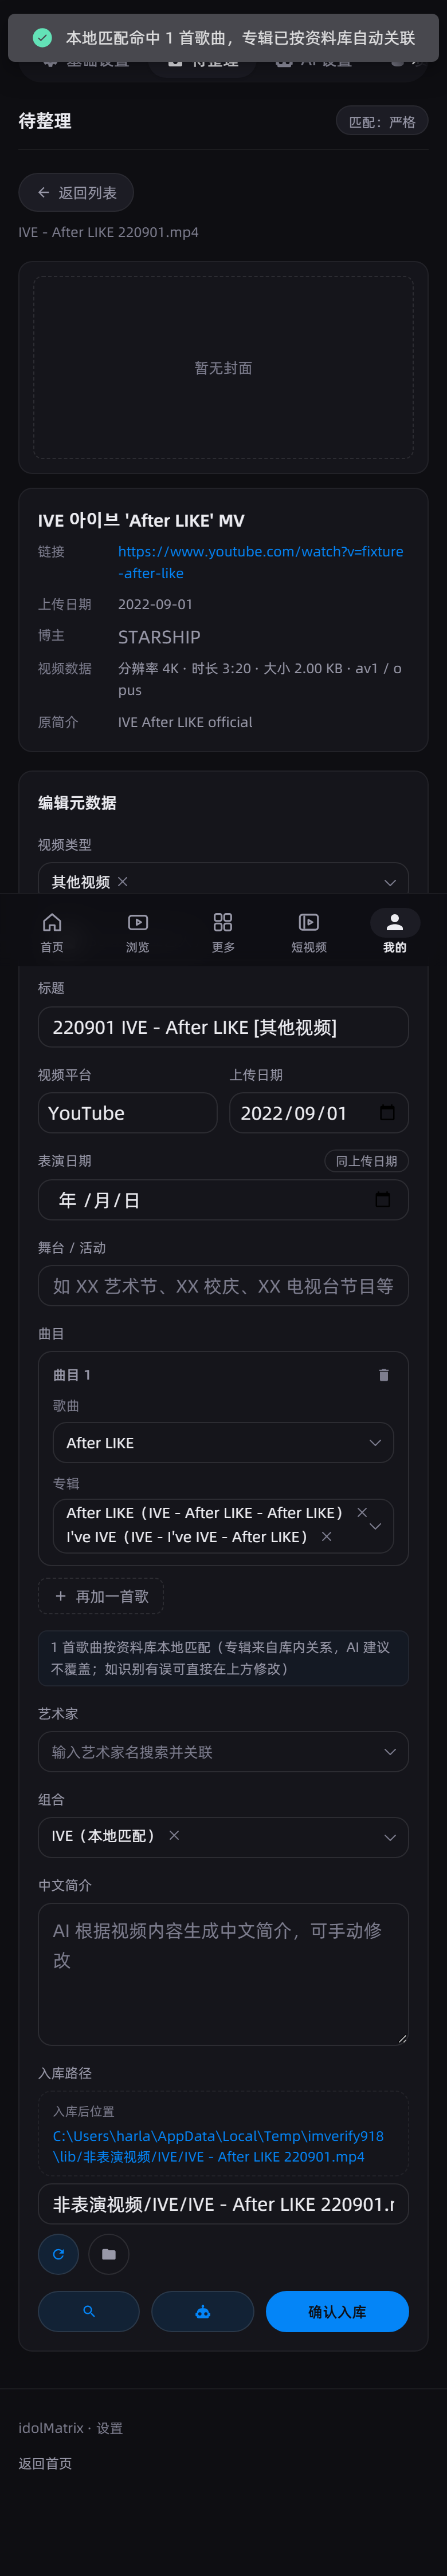 本地匹配命中 1 首歌曲，专辑已按资料库自动关联
基础设置
待整理
AI 设置
待整理
匹配：严格
返回列表
IVE - After LIKE 220901.mp4
暂无封面
IVE 아이브 'After LIKE' MV
链接
https://www.youtube.com/watch?v=fixture
-after-like
上传日期
2022-09-01
博主
STARSHIP
视频数据
分辨率 4K · 时长 3:20 · 大小 2.00 KB · av1 / o
pus
原简介
IVE After LIKE official
编辑元数据
视频类型
其他视频
首页
浏览
更多
短视频
我的
标题
220901 IVE - After LIKE [其他视频]
视频平台
上传日期
YouTube
2022/09/01
表演日期
同上传日期
年 /月/日
舞台 / 活动
如 XX 艺术节、XX 校庆、XX 电视台节目等
曲目
曲目 1
歌曲
After LIKE
专辑
After LIKE（IVE - After LIKE - After LIKE）
I've IVE（IVE - I've IVE - After LIKE）
再加一首歌
1 首歌曲按资料库本地匹配（专辑来自库内关系，AI 建议
不覆盖；如识别有误可直接在上方修改）
艺术家
输入艺术家名搜索并关联
组合
IVE（本地匹配）
中文简介
AI 根据视频内容生成中文简介，可手动修
改
入库路径
入库后位置
C:\Users\harla\AppData\Local\Temp\imverify918
\lib/非表演视频/IVE/IVE - After LIKE 220901.mp4
非表演视频/IVE/IVE - After LIKE 220901.r
确认入库
idolMatrix · 设置
返回首页